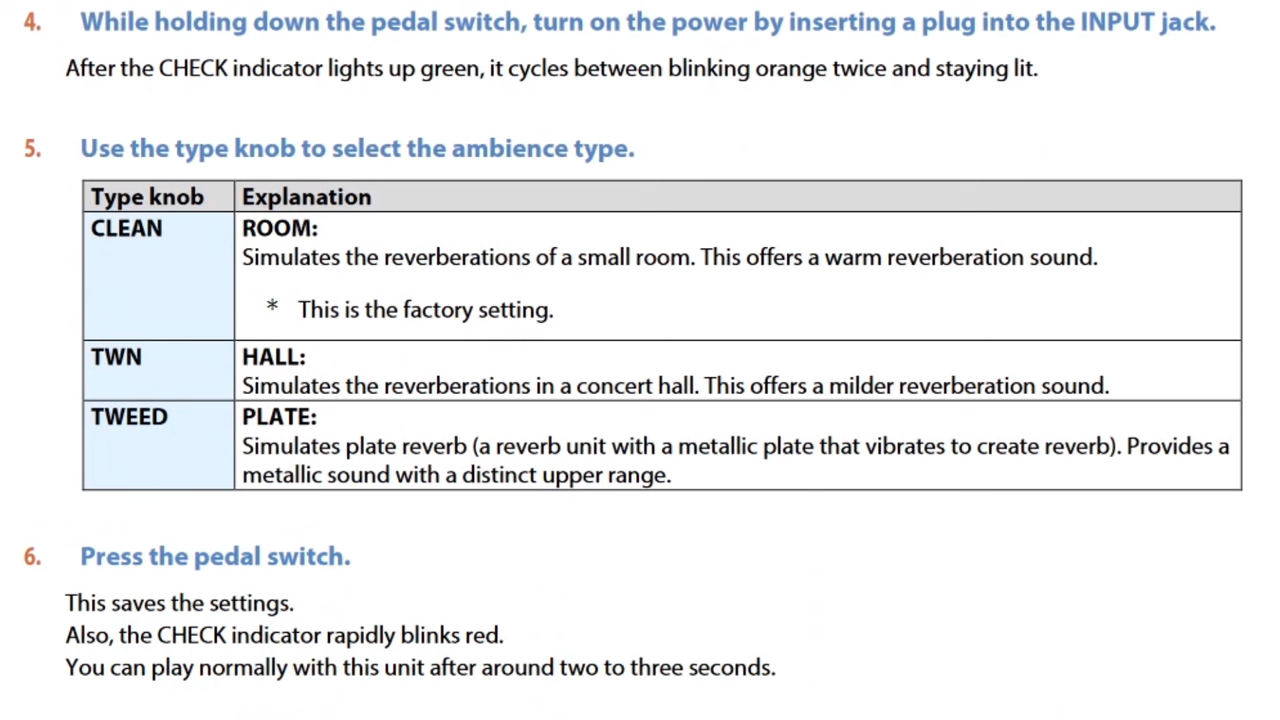 4. While holding down the pedal switch, turn on the power by inserting a plug into the INPUT jack.
After the CHECK indicator lights up green, it cycles between blinking orange twice and staying lit.
5. Use the type knob to select the ambience type.
Type knob Explanation
CLEAN ROOM:
Simulates the reverberations of a small room. This offers a warm reverberation sound.
* This is the factory setting.
TWN HALL:
Simulates the reverberations in a concert hall. This offers a milder reverberation sound.
TWEED PLATE:
Simulates plate reverb (a reverb unit with a metallic plate that vibrates to create reverb). Provides a
metallic sound with a distinct upper range.
6. Press the pedal switch.
This saves the settings.
Also, the CHECK indicator rapidly blinks red.
You can play normally with this unit after around two to three seconds.